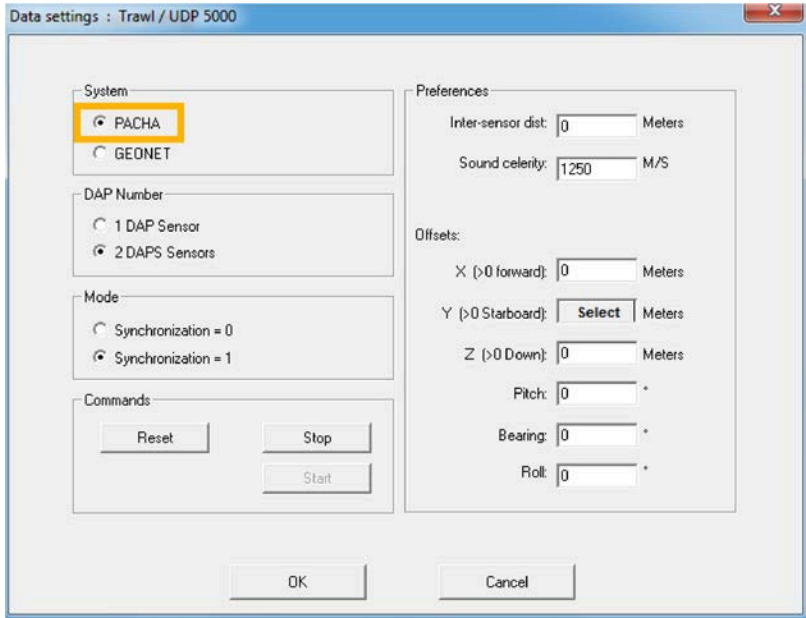 Data settings : Trawl / UDP 5000
System
PACHA
GEONET
DAP Number
1 DAP Sensor
2 DAPS Sensors
Mode
Synchronization = 0
Synchronization = 1
Commands
Reset
Stop
Start
Preferences
Inter-sensor dist: 0 Meters
Sound celerity: 1250 M/S
Offsets:
X (>0 forward): 0 Meters
Y (>0 Starboard): Select Meters
Z (>0 Down): 0 Meters
Pitch: 0 °
Bearing: 0 °
Roll: 0 °
OK
Cancel